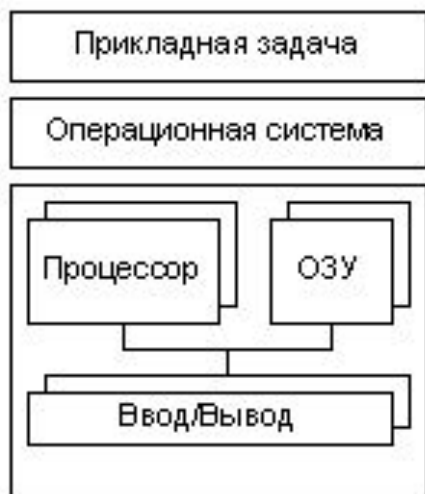 Прикладная задача
Операционная система
Процессор
ОЗУ
Ввод/Вывод